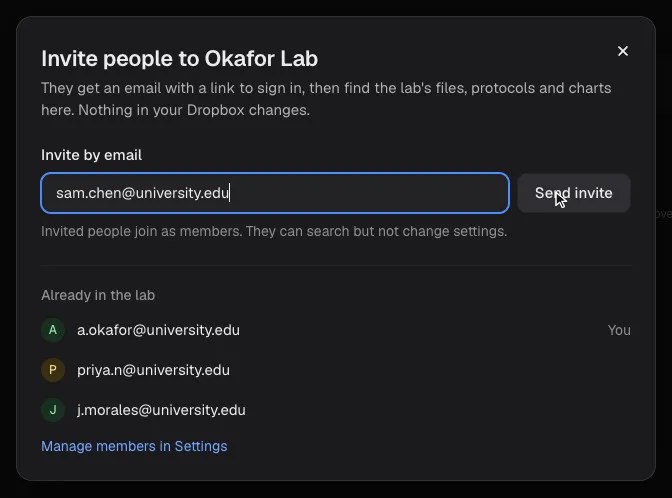 Invite people to Okafor Lab
They get an email with a link to sign in, then find the lab's files, protocols and charts
here. Nothing in your Dropbox changes.
Invite by email
sam.chen@university.edu
Send invite
Invited people join as members. They can search but not change settings.
Already in the lab
A a.okafor@university.edu You
P priya.n@university.edu
J j.morales@university.edu
Manage members in Settings